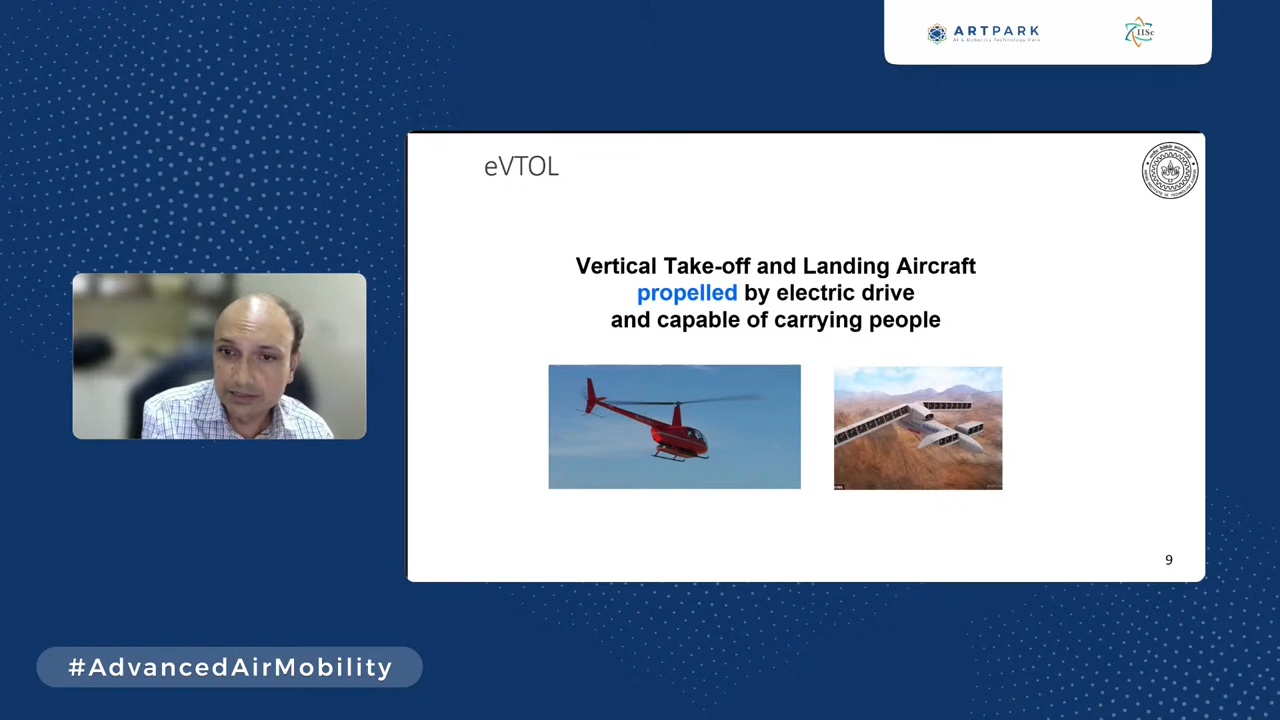 ARTPARK
AI & Robotics Technology Park
IISc
eVTOL
Vertical Take-off and Landing Aircraft
propelled by electric drive
and capable of carrying people
9
#AdvancedAirMobility